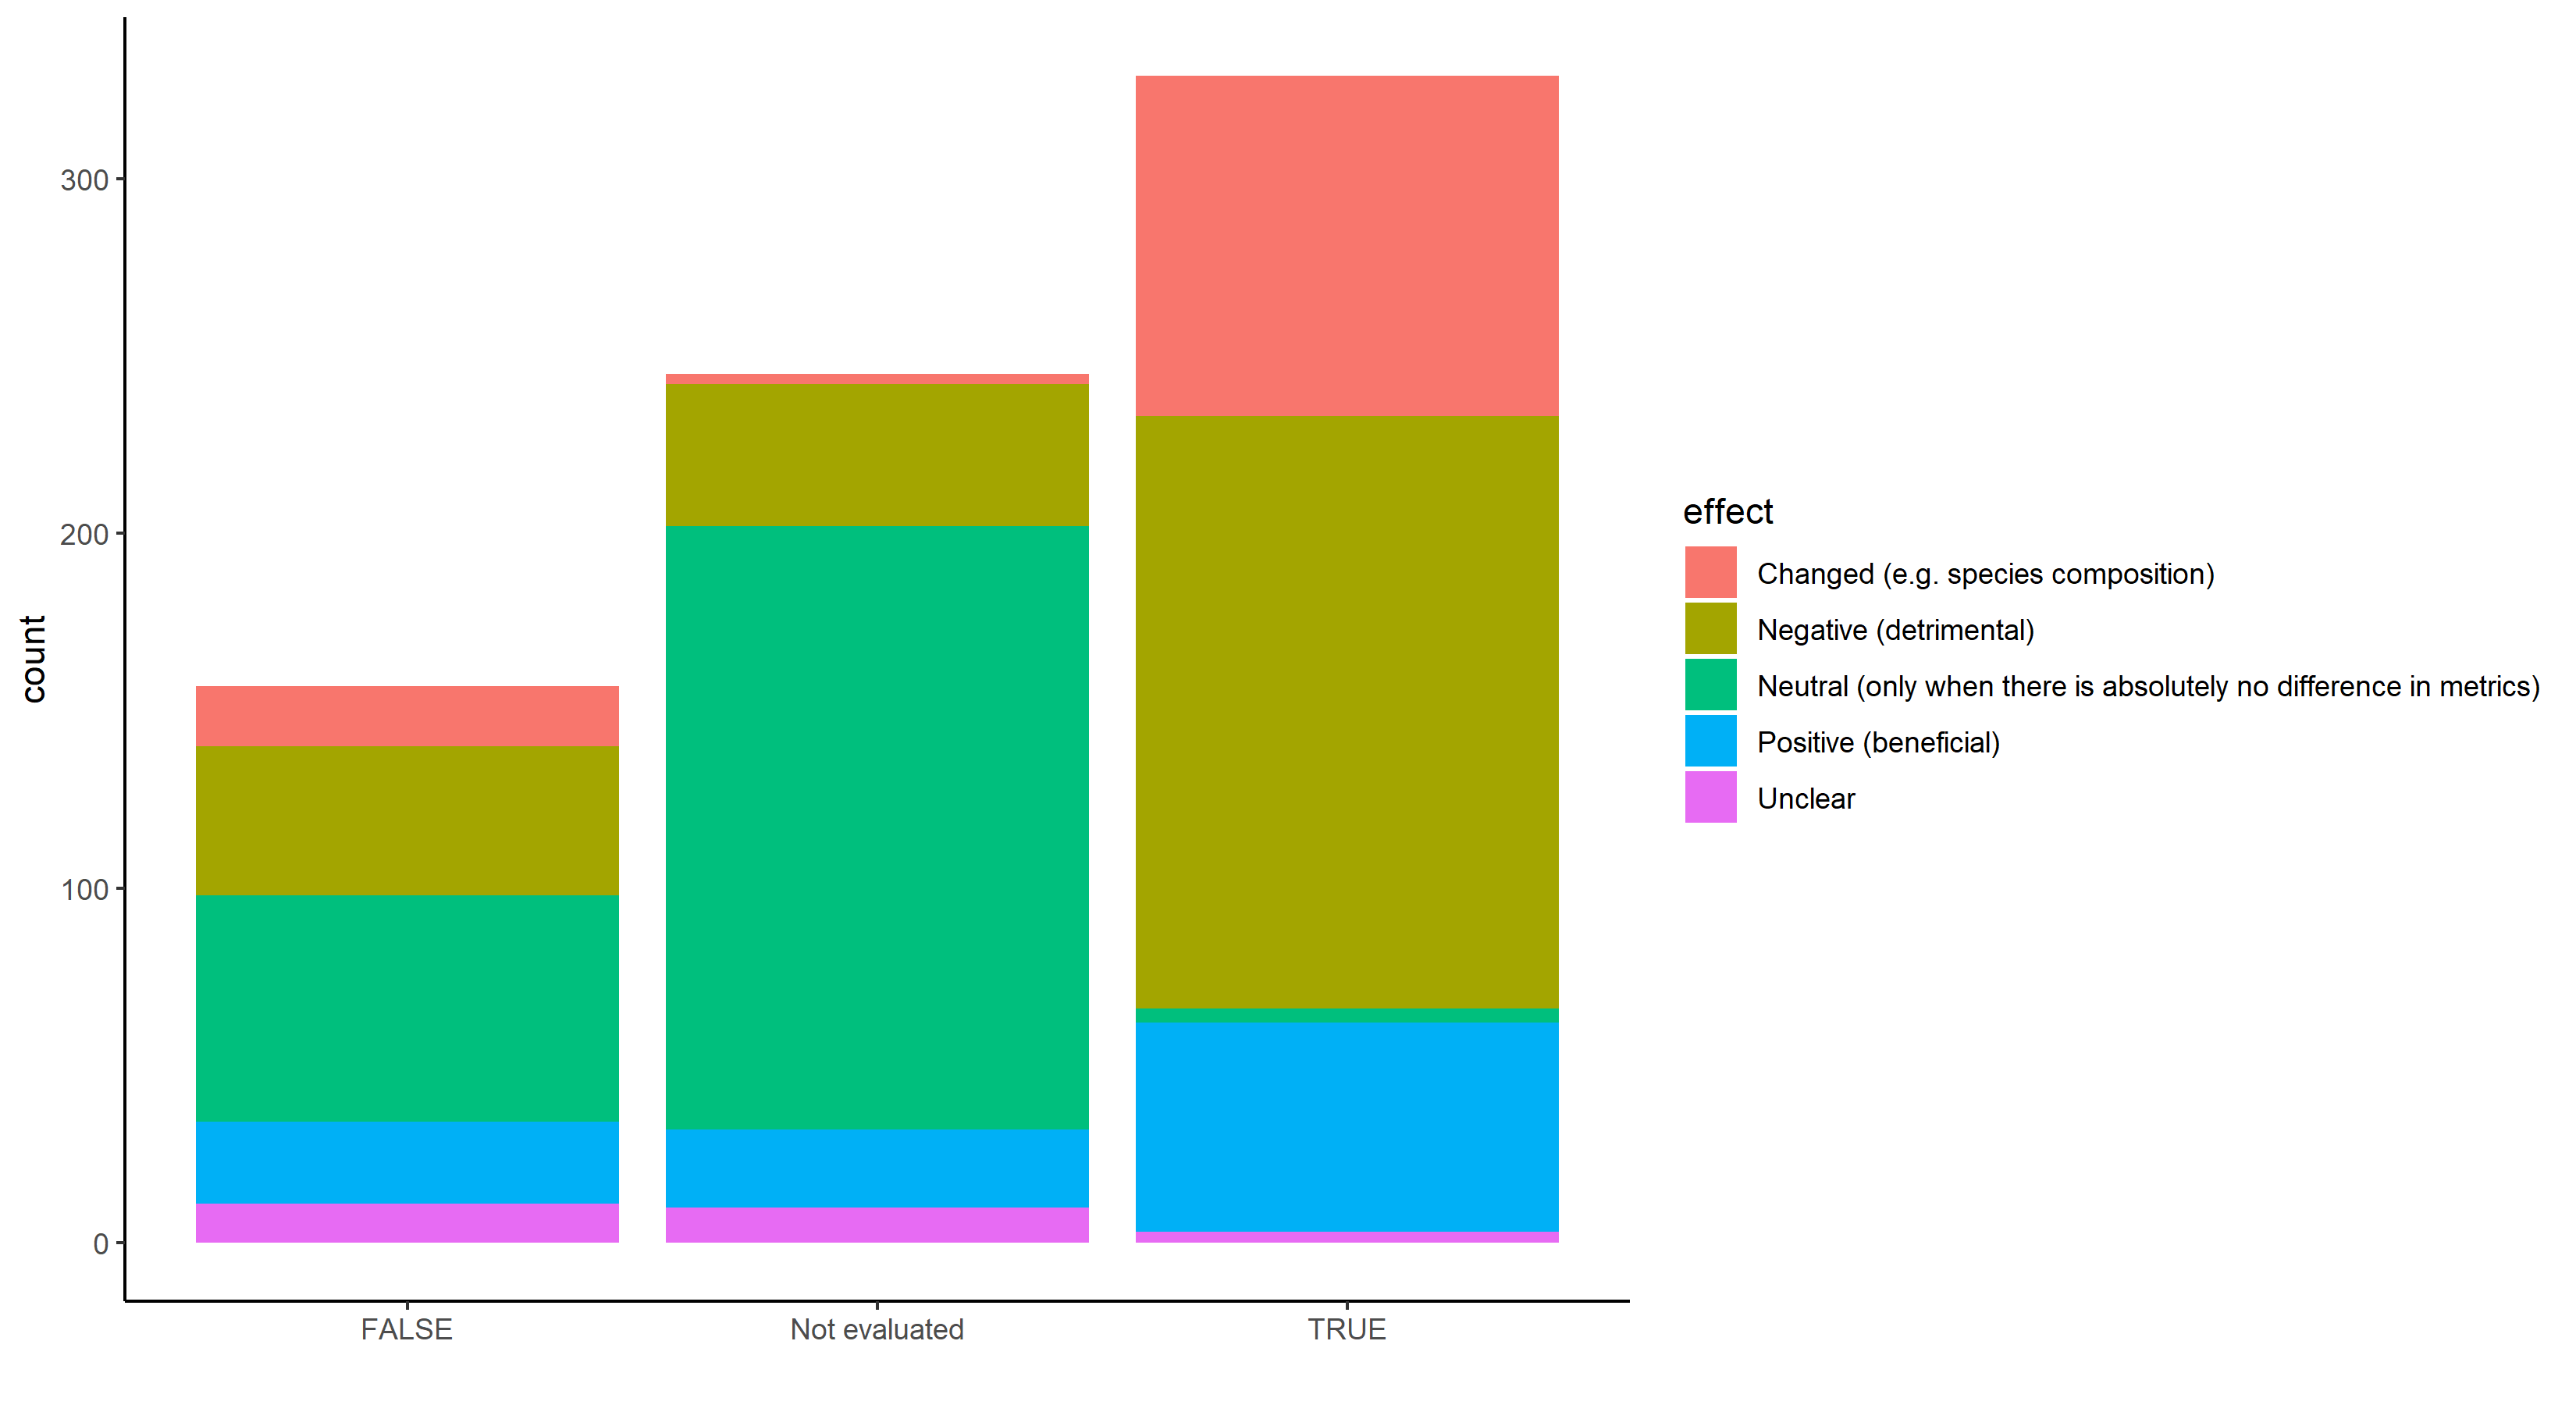 count
300
200
100
0
FALSE
Not evaluated
TRUE
effect
Changed (e.g. species composition)
Negative (detrimental)
Neutral (only when there is absolutely no difference in metrics)
Positive (beneficial)
Unclear